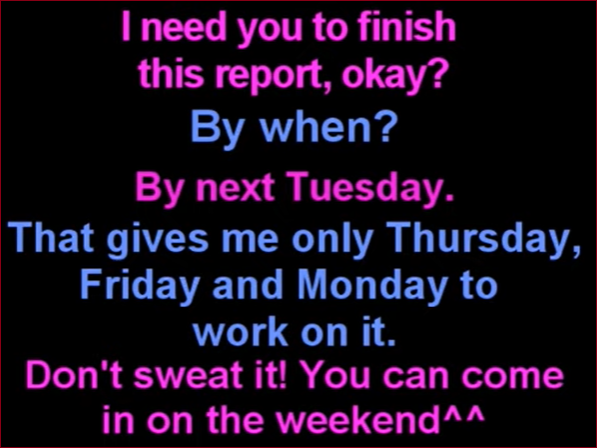 I need you to finish
this report, okay?
By when?
By next Tuesday.
That gives me only Thursday,
Friday and Monday to
work on it.
Don't sweat it! You can come
in on the weekend^^